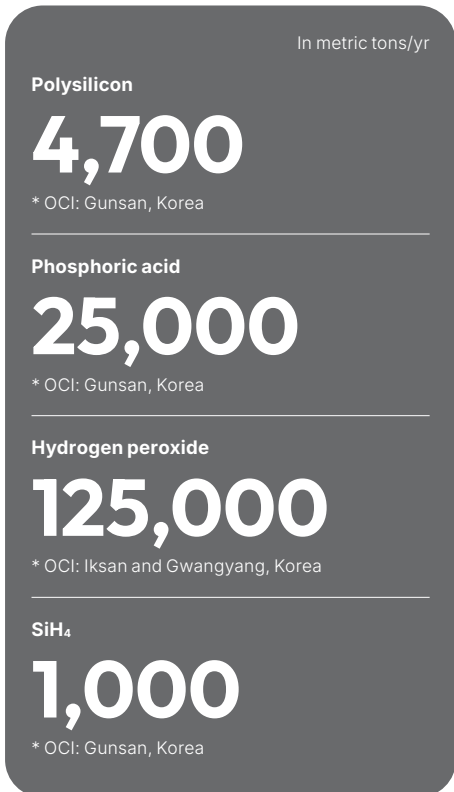 In metric tons/yr
Polysilicon
4,700
* OCI: Gunsan, Korea
Phosphoric acid
25,000
* OCI: Gunsan, Korea
Hydrogen peroxide
125,000
* OCI: Iksan and Gwangyang, Korea
SiH₄
1,000
* OCI: Gunsan, Korea